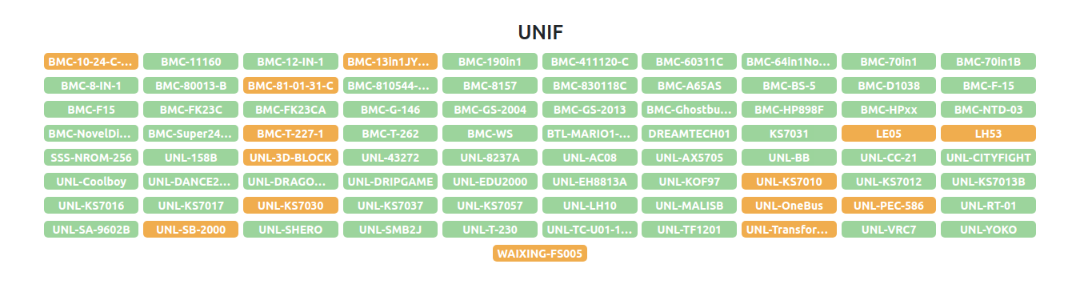 UNIF
BMC-10-24-C-... BMC-11160 BMC-12-IN-1 BMC-13in1JY... BMC-190in1 BMC-411120-C BMC-60311C BMC-64in1No... BMC-70in1 BMC-70in1B
BMC-8-IN-1 BMC-80013-B BMC-81-01-31-C BMC-810544-... BMC-8157 BMC-830118C BMC-A65AS BMC-BS-5 BMC-D1038 BMC-F-15
BMC-F15 BMC-FK23C BMC-FK23CA BMC-G-146 BMC-GS-2004 BMC-GS-2013 BMC-Ghostbu... BMC-HP898F BMC-HPxx BMC-NTD-03
BMC-NovelDI... BMC-Super24... BMC-T-227-1 BMC-T-262 BMC-WS BTL-MARIO1-... DREAMTECH01 KS7031 LE05 LH53
SSS-NROM-256 UNL-158B UNL-3D-BLOCK UNL-43272 UNL-8237A UNL-AC08 UNL-AX5705 UNL-BB UNL-CC-21 UNL-CITYFIGHT
UNL-Coolboy UNL-DANCE2... UNL-DRAGO... UNL-DRIPGAME UNL-EDU2000 UNL-EH8813A UNL-KOF97 UNL-KS7010 UNL-KS7012 UNL-KS7013B
UNL-KS7016 UNL-KS7017 UNL-KS7030 UNL-KS7037 UNL-KS7057 UNL-LH10 UNL-MALISB UNL-OneBus UNL-PEC-586 UNL-RT-01
UNL-SA-9602B UNL-SB-2000 UNL-SHERO UNL-SMB2J UNL-T-230 UNL-TC-U01-1... UNL-TF1201 UNL-Transfor... UNL-VRC7 UNL-YOKO
WAIXING-FS005